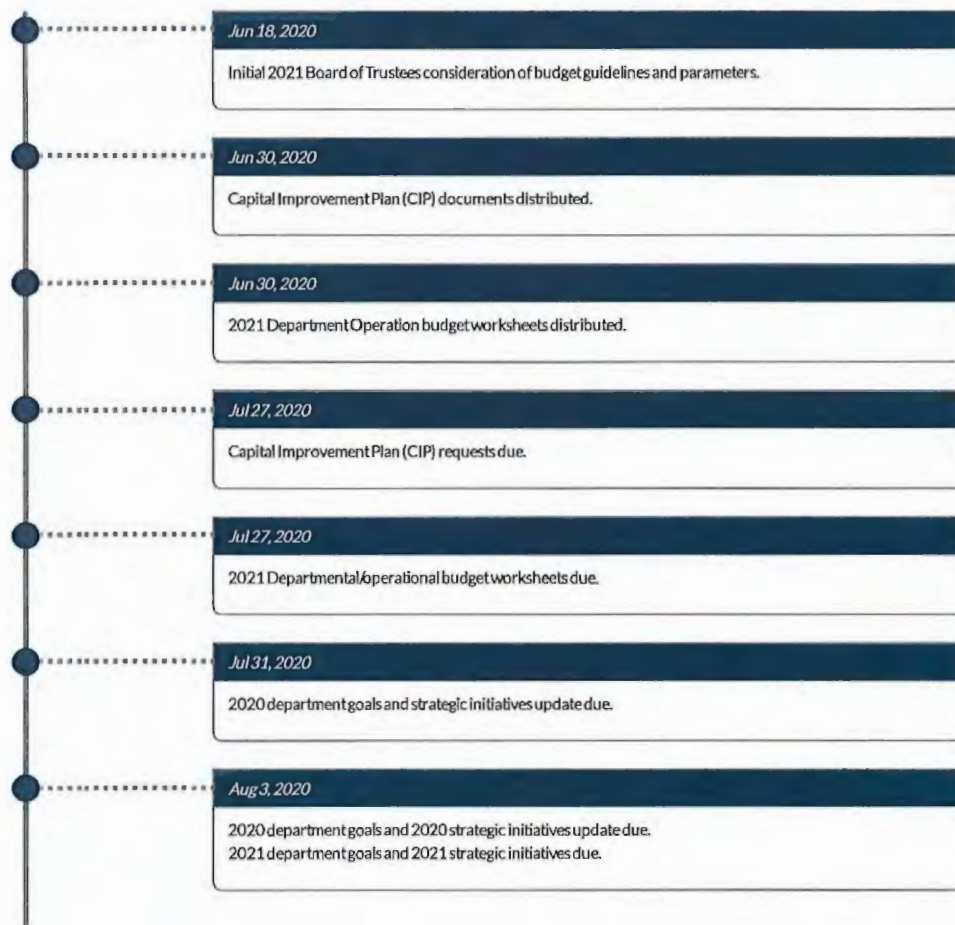 Jun 18, 2020
Initial 2021 Board of Trustees consideration of budget guidelines and parameters.
Jun 30, 2020
Capital Improvement Plan (CIP) documents distributed.
Jun 30, 2020
2021 Department Operation budget worksheets distributed.
Jul 27, 2020
Capital Improvement Plan (CIP) requests due.
Jul 27, 2020
2021 Departmental/operational budget worksheets due.
Jul 31, 2020
2020 department goals and strategic initiatives update due.
Aug 3, 2020
2020 department goals and 2020 strategic initiatives update due.
2021 department goals and 2021 strategic initiatives due.